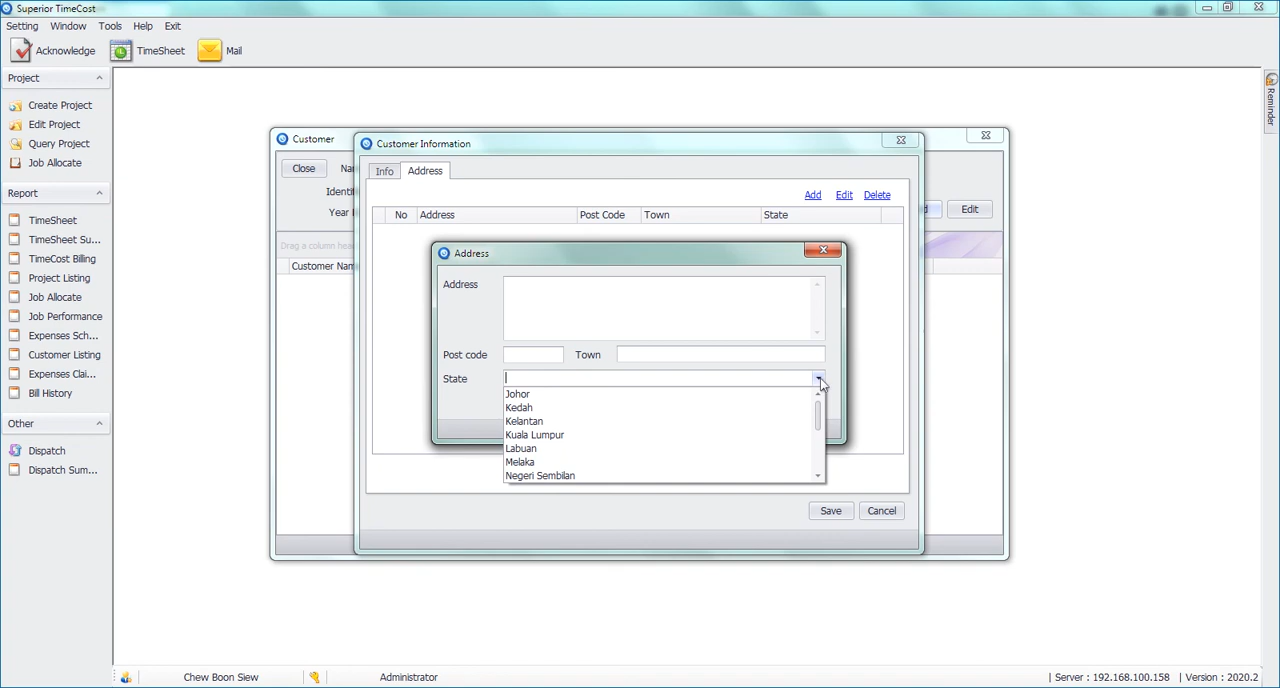 Superior TimeCost
Setting Window Tools Help Exit
Acknowledge TimeSheet Mail
Project
Create Project
Edit Project
Query Project
Job Allocate
Report
TimeSheet
TimeSheet Su...
TimeCost Billing
Project Listing
Job Allocate
Job Performance
Expenses Sch...
Customer Listing
Expenses Clai...
Bill History
Other
Dispatch
Dispatch Sum...
Reminder
Customer
Close
Edit
Drag a column hea
Customer Nam
Customer Information
Info Address
Add Edit Delete
No Address Post Code Town State
Address
Address
Post code Town
State
Johor
Kedah
Kelantan
Kuala Lumpur
Labuan
Melaka
Negeri Sembilan
Save Cancel
Chew Boon Siew Administrator | Server : 192.168.100.158 | Version : 2020.2